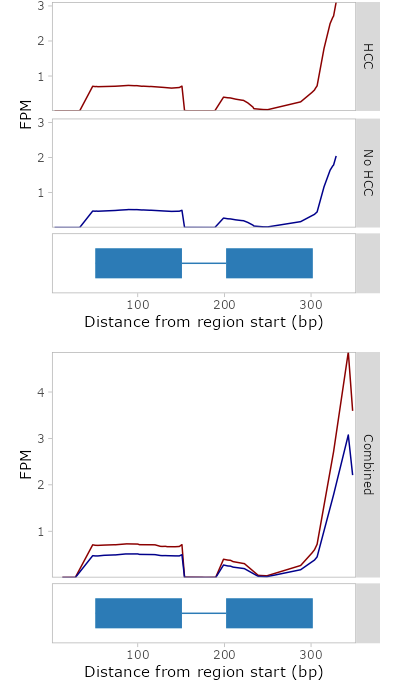 3
2
1
HCC
FPM
3
2
1
No HCC
100
200
300
Distance from region start (bp)
4
3
2
1
FPM
Combined
100
200
300
Distance from region start (bp)